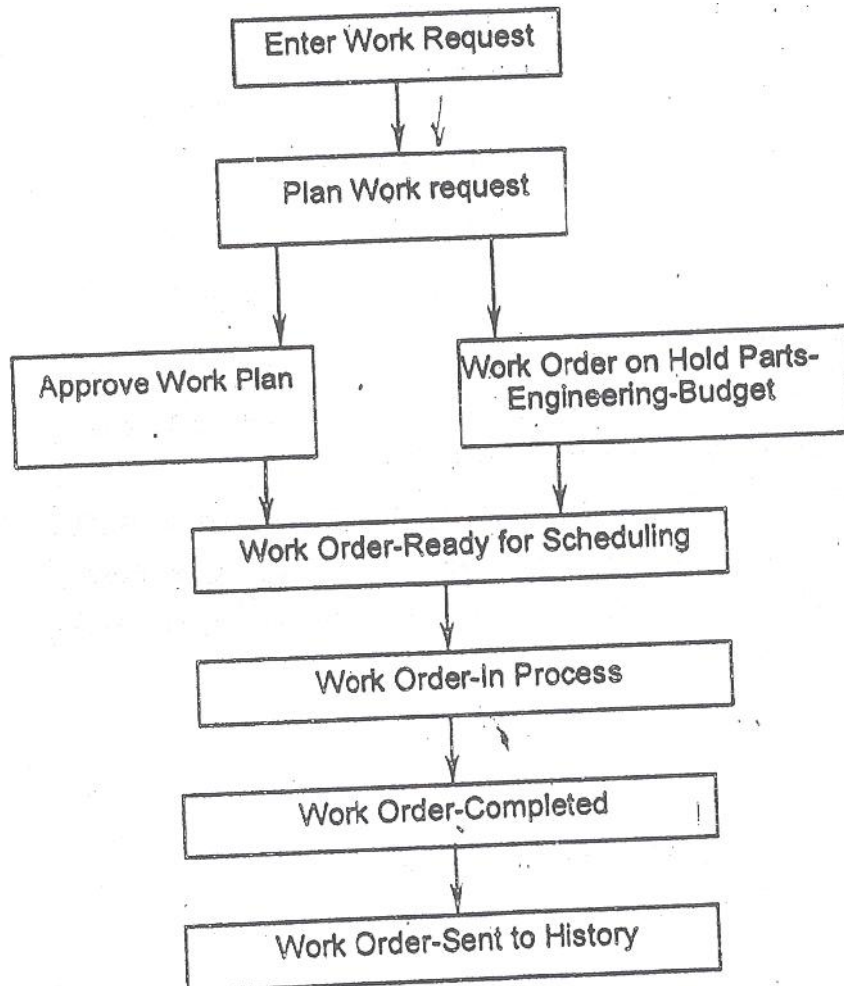 Enter Work Request
Plan Work request
Approve Work Plan
Work Order on Hold Parts-
Engineering-Budget
Work Order-Ready for Scheduling
Work Order-In Process
Work Order-Completed
Work Order-Sent to History